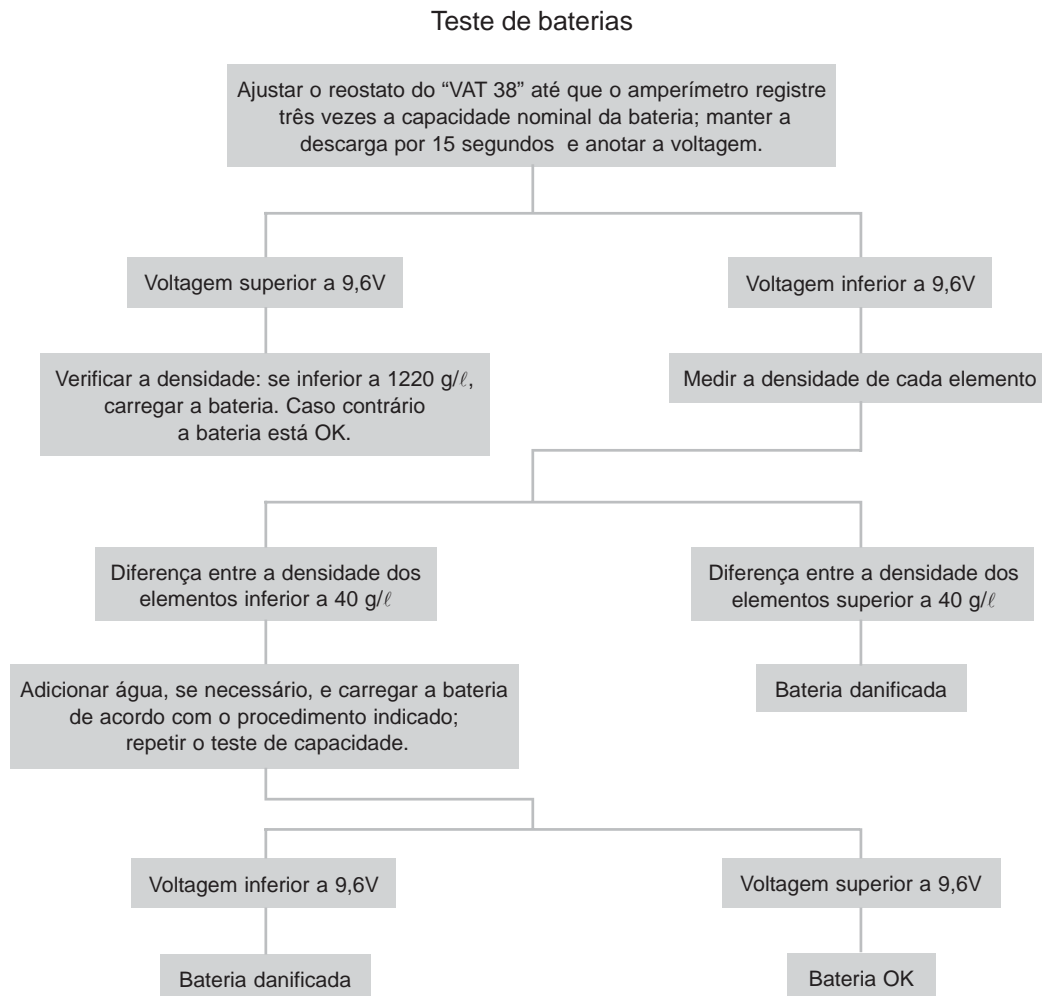 Teste de baterias
Ajustar o reostato do “VAT 38” até que o amperímetro registre
três vezes a capacidade nominal da bateria; manter a
descarga por 15 segundos e anotar a voltagem.
Voltagem superior a 9,6V
Voltagem inferior a 9,6V
Verificar a densidade: se inferior a 1220 g/ℓ,
carregar a bateria. Caso contrário
a bateria está OK.
Medir a densidade de cada elemento
Diferença entre a densidade dos
elementos inferior a 40 g/ℓ
Diferença entre a densidade dos
elementos superior a 40 g/ℓ
Adicionar água, se necessário, e carregar a bateria
de acordo com o procedimento indicado;
repetir o teste de capacidade.
Bateria danificada
Voltagem inferior a 9,6V
Voltagem superior a 9,6V
Bateria danificada
Bateria OK